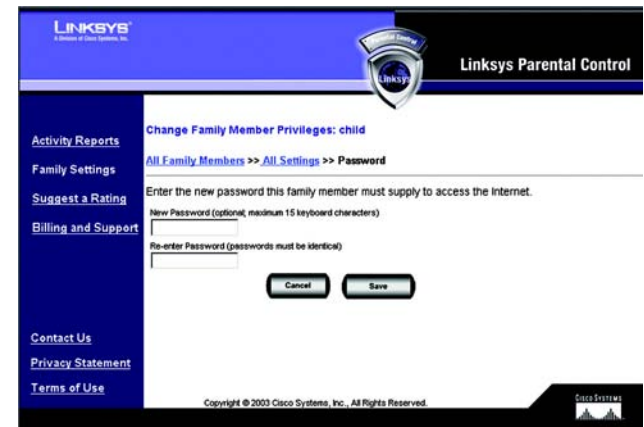 LINKSYS®
A Division of Cisco Systems, Inc.
Parental Control
Linksys
Linksys Parental Control
Activity Reports
Family Settings
Suggest a Rating
Billing and Support
Contact Us
Privacy Statement
Terms of Use
Change Family Member Privileges: child
All Family Members >> All Settings >> Password
Enter the new password this family member must supply to access the Internet.
New Password (optional; maximum 15 keyboard characters)
Re-enter Password (passwords must be identical)
Cancel
Save
Copyright © 2003 Cisco Systems, Inc., All Rights Reserved.
CISCO SYSTEMS